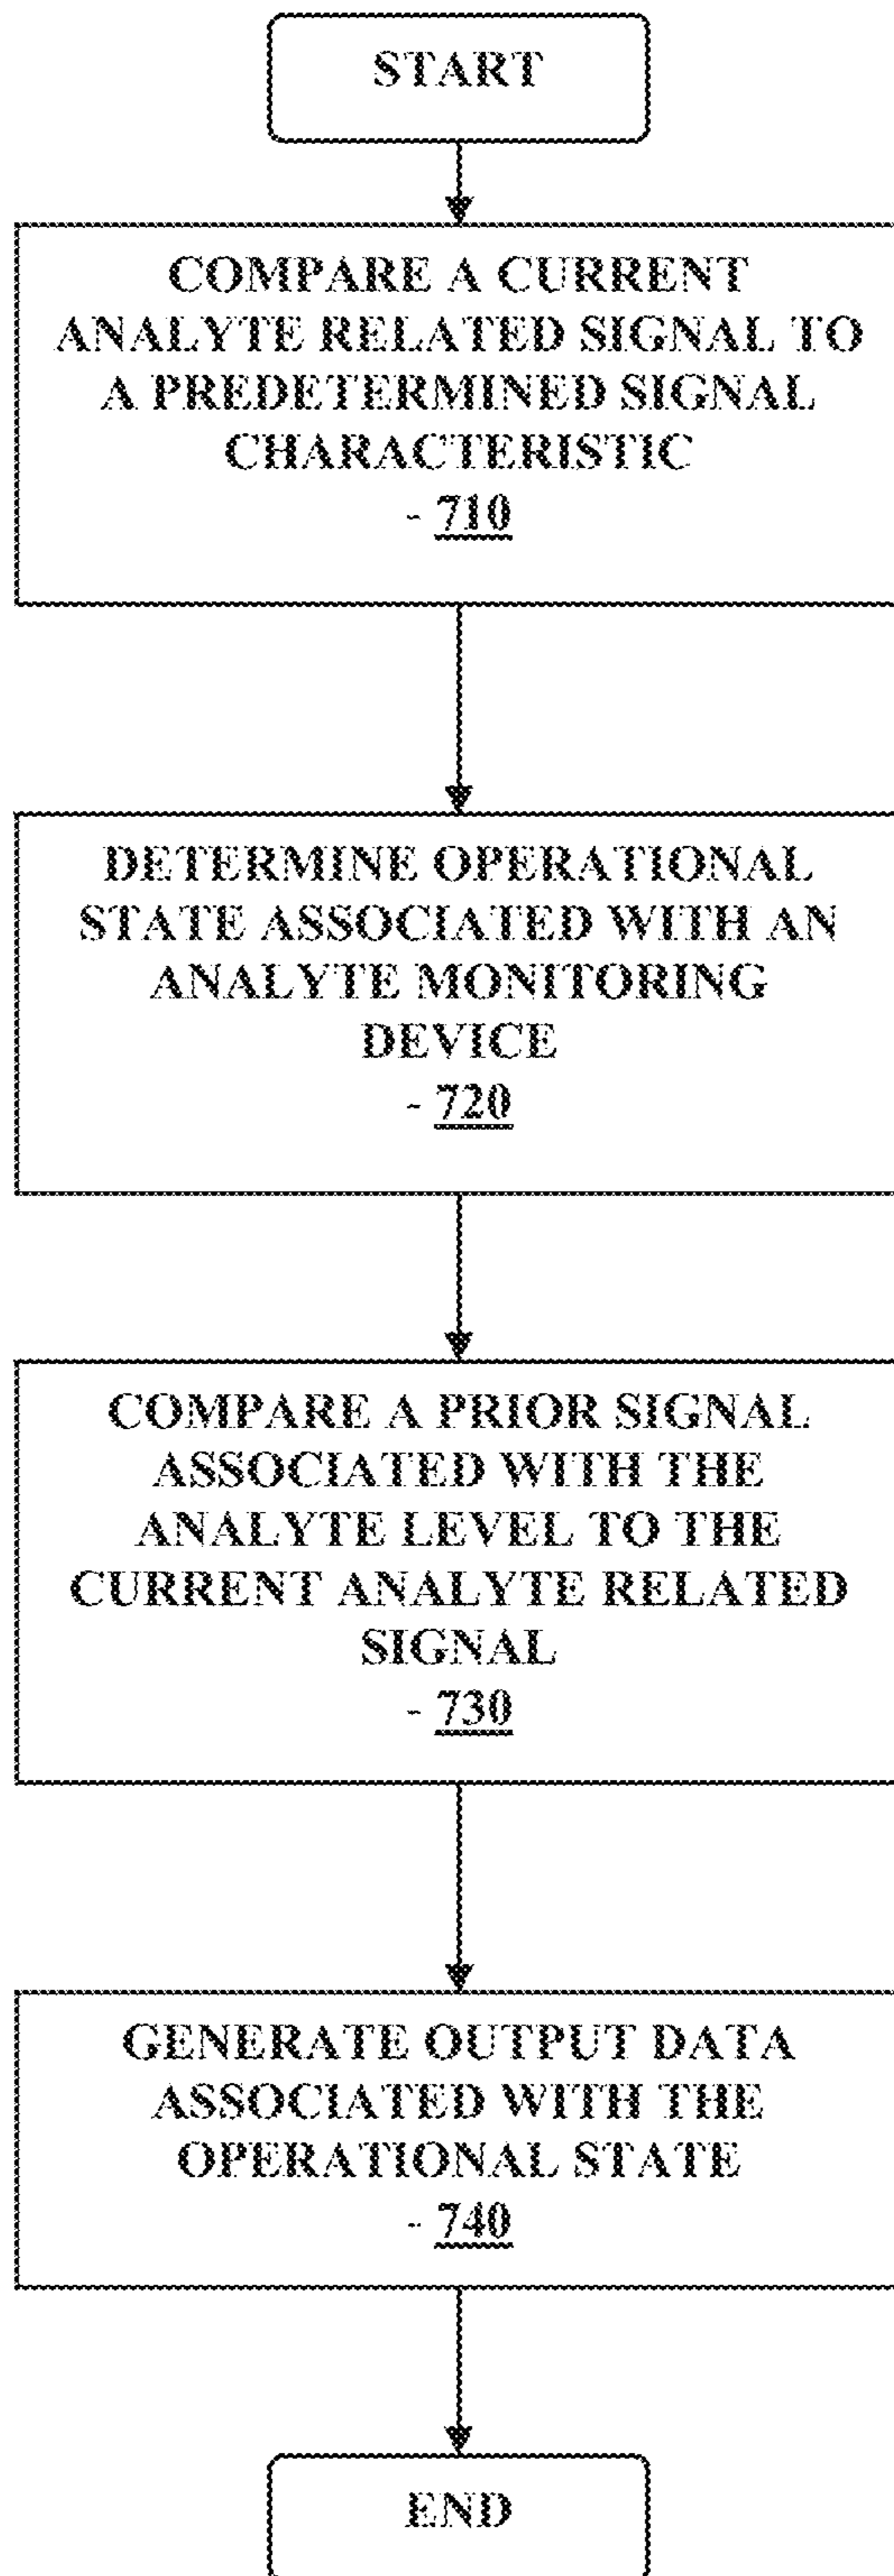 START
COMPARE A CURRENT
ANALYTE RELATED SIGNAL TO
A PREDETERMINED SIGNAL
CHARACTERISTIC
- 710
DETERMINE OPERATIONAL
STATE ASSOCIATED WITH AN
ANALYTE MONITORING
DEVICE
- 720
COMPARE A PRIOR SIGNAL
ASSOCIATED WITH THE
ANALYTE LEVEL TO THE
CURRENT ANALYTE RELATED
SIGNAL
- 730
GENERATE OUTPUT DATA
ASSOCIATED WITH THE
OPERATIONAL STATE
- 740
END